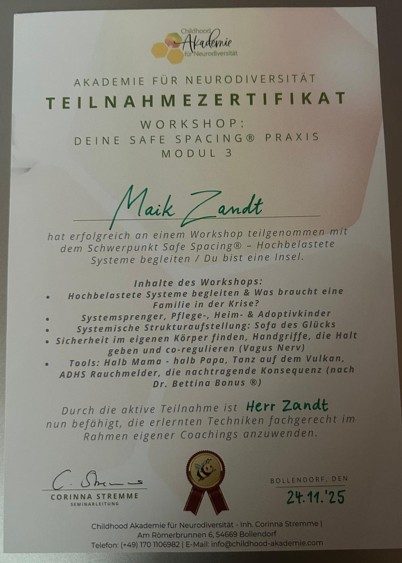 Childhood
Akademie
für Neurodiversität
AKADEMIE FÜR NEURODIVERSITÄT
TEILNAHMEZERTIFIKAT
WORKSHOP:
DEINE SAFE SPACING® PRAXIS
MODUL 3
Maik Zandt
hat erfolgreich an einem Workshop teilgenommen mit
dem Schwerpunkt Safe Spacing® – Hochbelastete
Systeme begleiten / Du bist eine Insel.
Inhalte des Workshops:
• Hochbelastete Systeme begleiten & Was braucht eine
Familie in der Krise?
• Systemsprenger, Pflege-, Heim- & Adoptivkinder
• Systemische Strukturaufstellung: Sofa des Glücks
• Sicherheit im eigenen Körper finden, Handgriffe, die Halt
geben und co-regulieren (Vagus Nerv)
• Tools: Halb Mama - halb Papa, Tanz auf dem Vulkan,
ADHS Rauchmelder, die nachtragende Konsequenz (nach
Dr. Bettina Bonus ®)
Durch die aktive Teilnahme ist Herr Zandt
nun befähigt, die erlernten Techniken fachgerecht im
Rahmen eigener Coachings anzuwenden.
C. Stremme
CORINNA STREMME
SEMINARLEITUNG
BOLLENDORF, DEN
24.11.'25
Childhood Akademie für Neurodiversität - Inh. Corinna Stremme |
Am Römerbrunnen 6, 54669 Bollendorf
Telefon: (+49) 170 1106982 | E-Mail: info@childhood-akademie.com